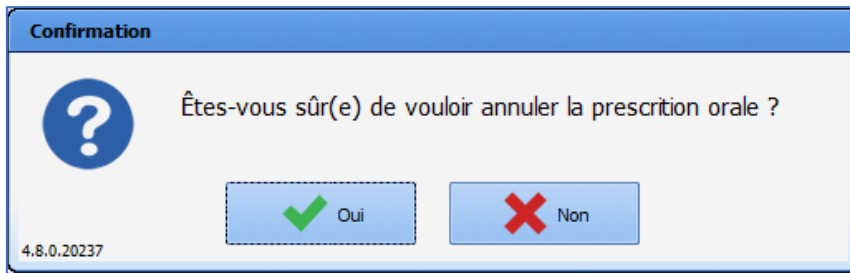 Confirmation
Êtes-vous sûr(e) de vouloir annuler la prescrition orale ?
Oui
Non
4.8.0.20237